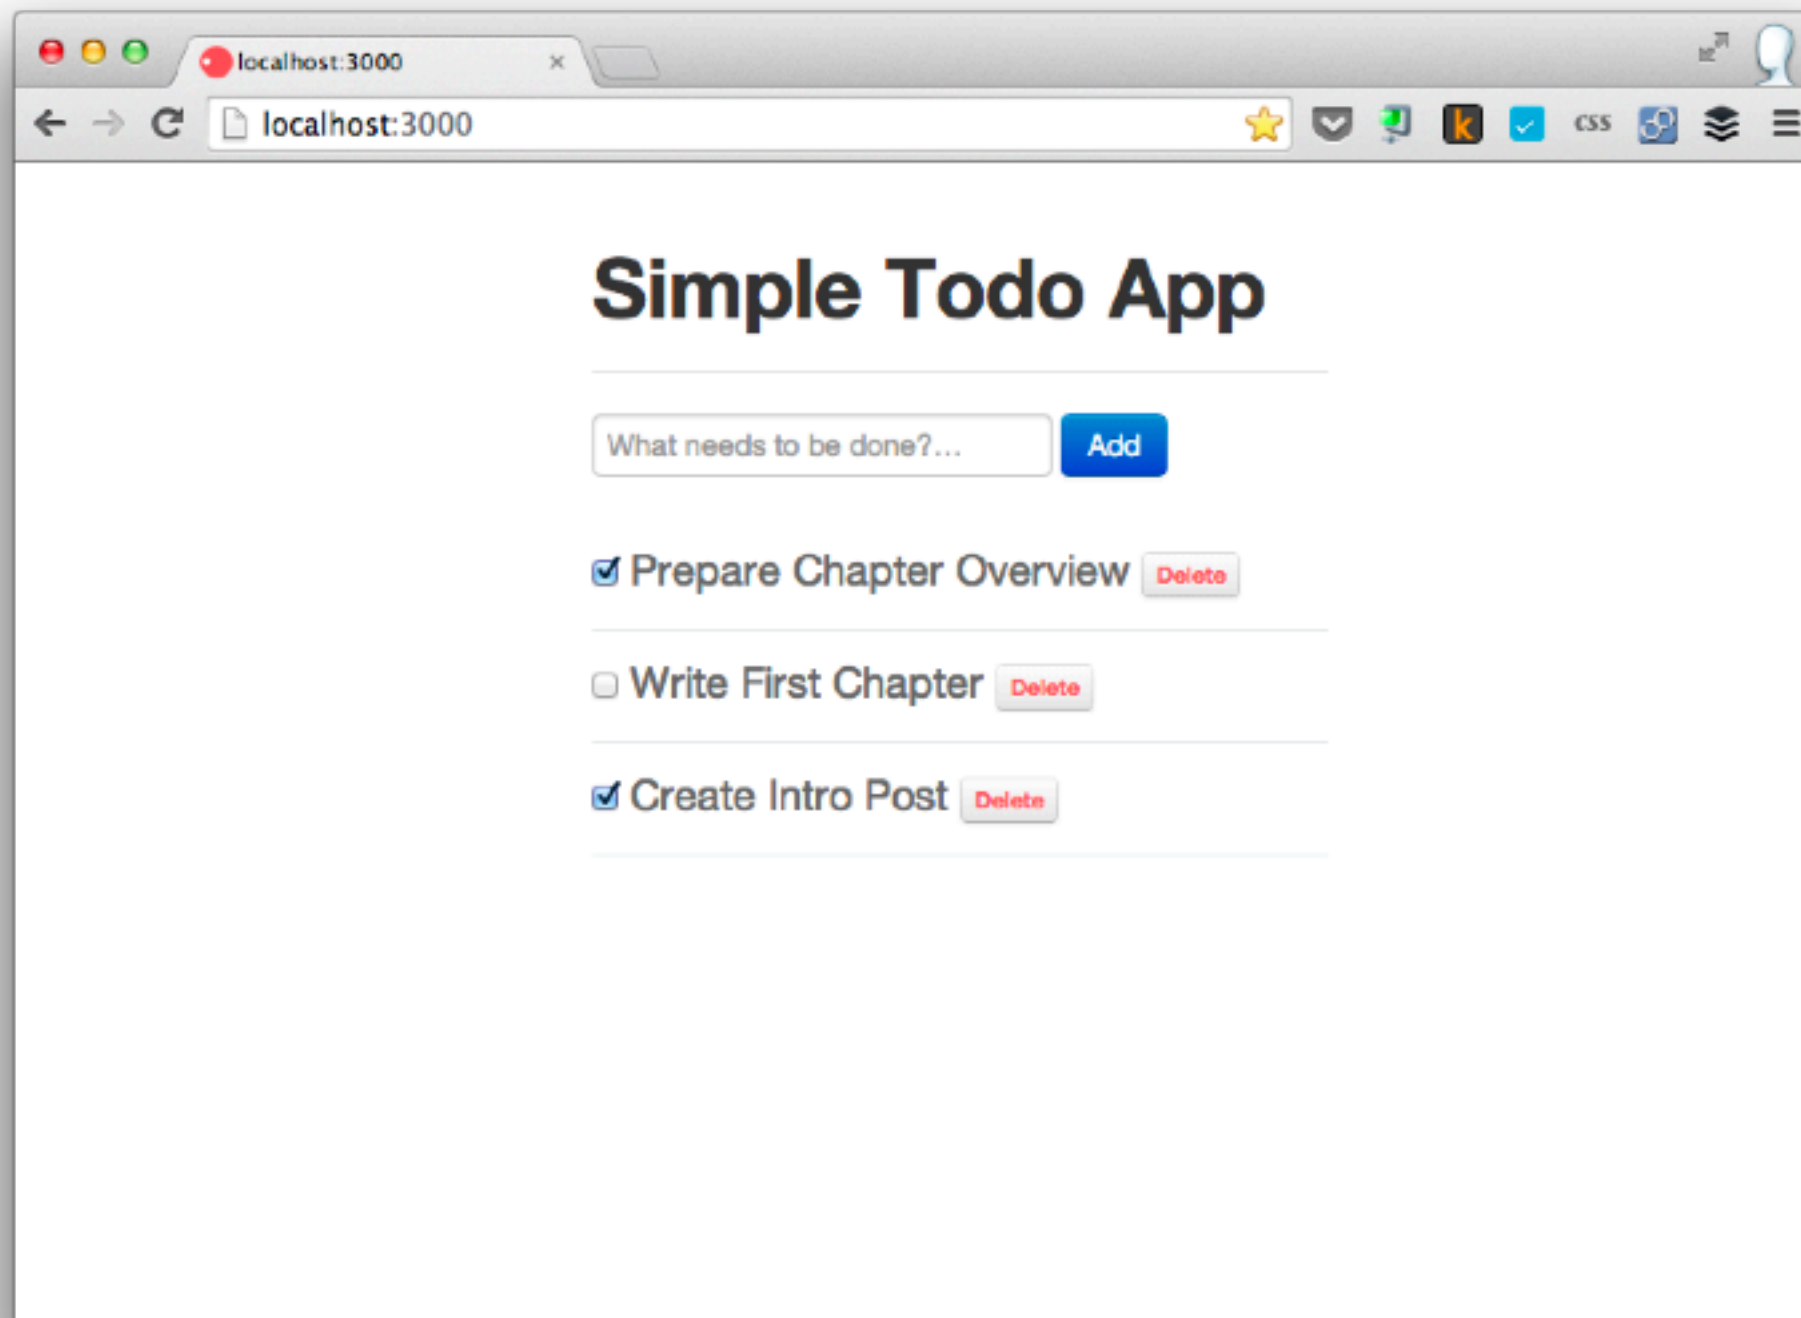 localhost:3000
localhost:3000
k
css
Simple Todo App
What needs to be done?...
Add
Prepare Chapter Overview Delete
Write First Chapter Delete
Create Intro Post Delete